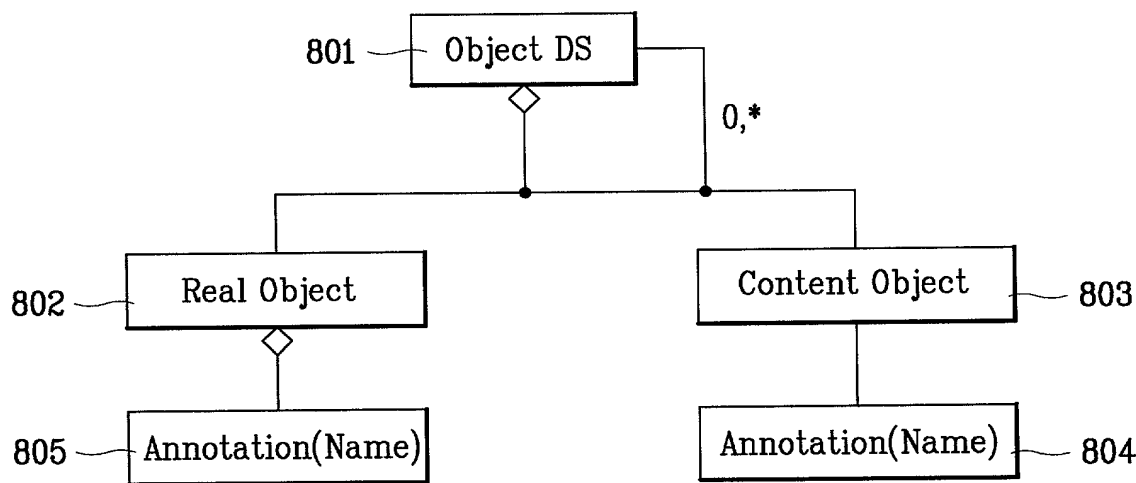 801
Object DS
0,*
802
Real Object
Content Object
803
805
Annotation(Name)
Annotation(Name)
804